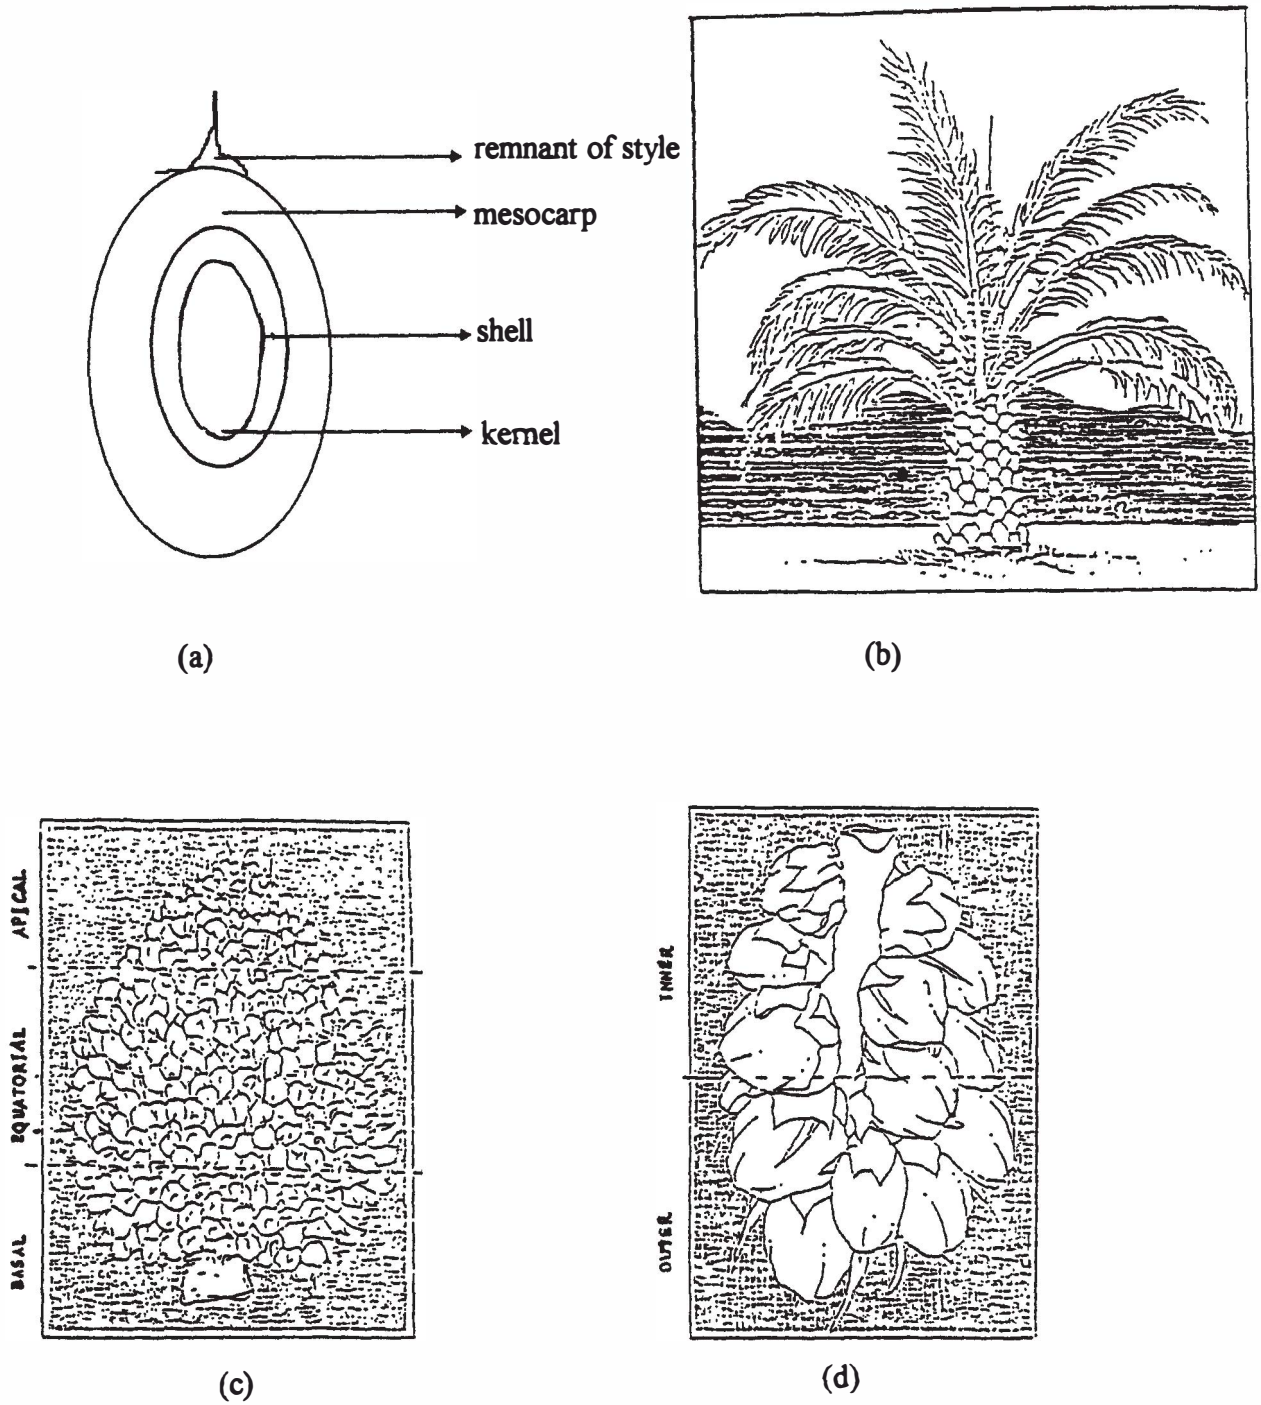 remnant of style
mesocarp
shell
kernel
(a)
(b)
APICAL
EQUATORIAL
BASAL
INNER
OUTER
(c)
(d)